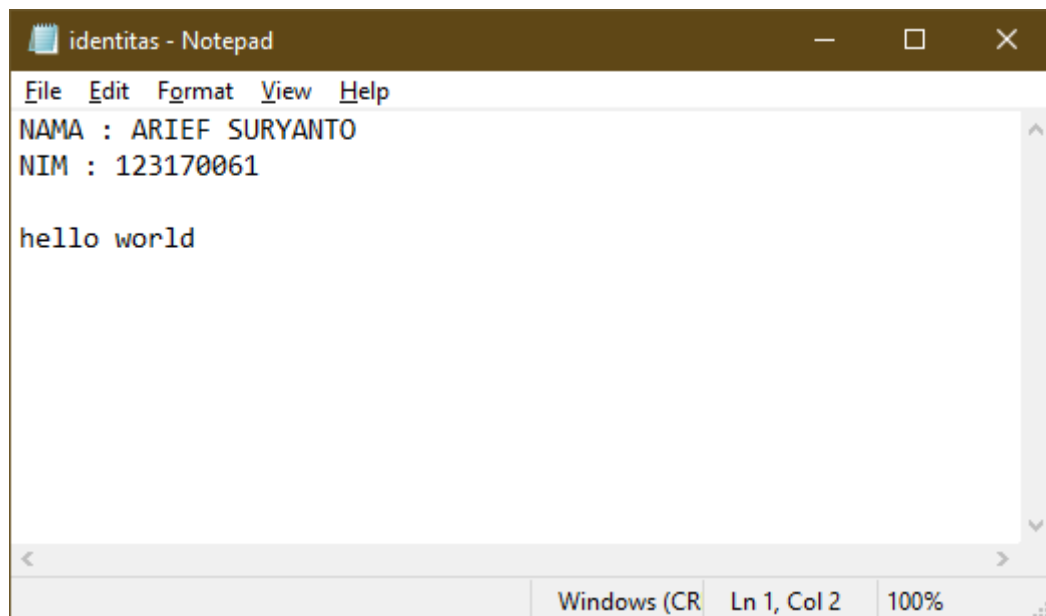 identitas - Notepad
File Edit Format View Help
NAMA : ARIEF SURYANTO
NIM : 123170061
hello world
Windows (CR Ln 1, Col 2 100%